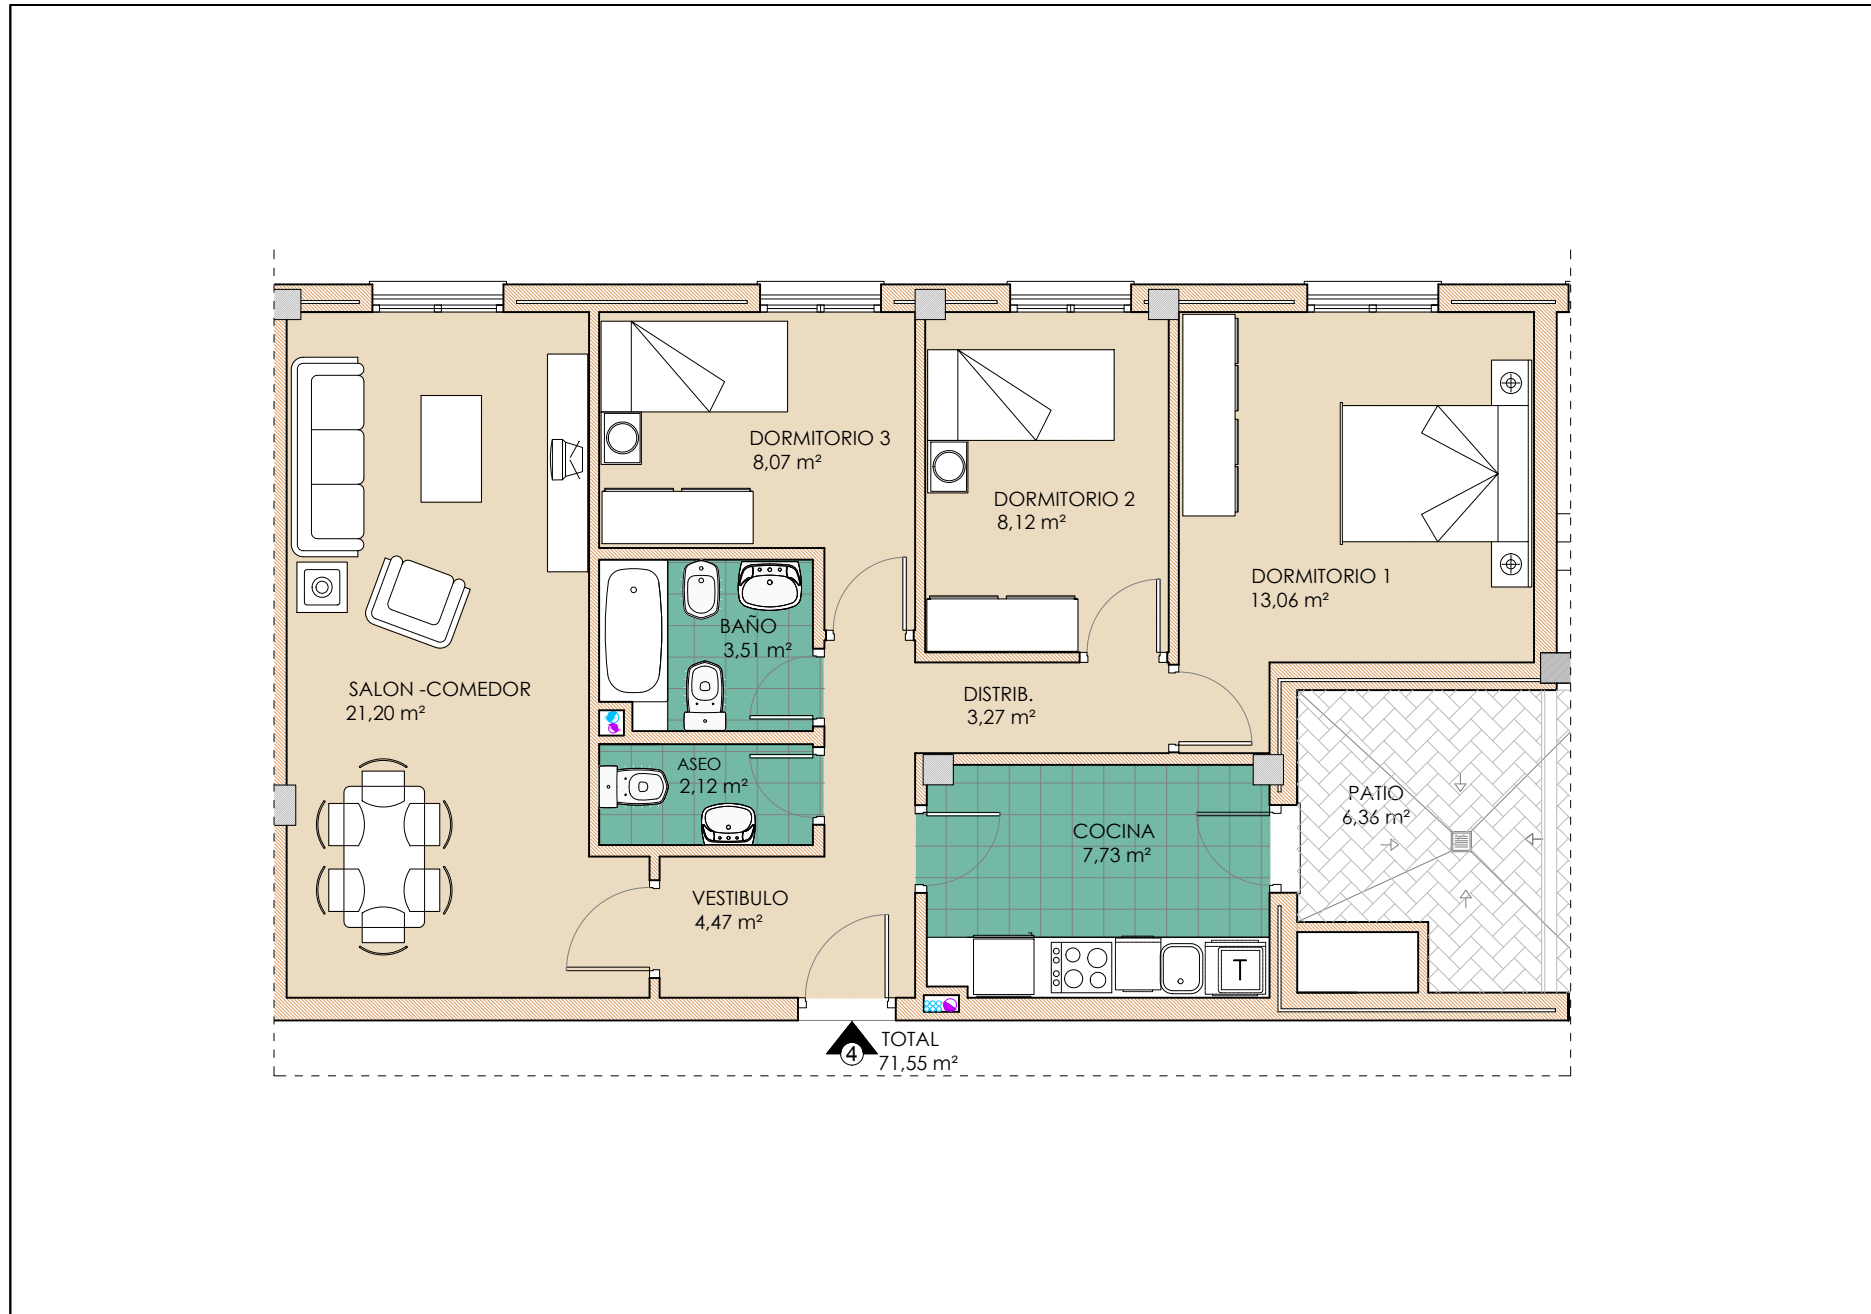 DORMITORIO 3
8,07 m²
DORMITORIO 2
8,12 m²
DORMITORIO 1
13,06 m²
BAÑO
3,51 m²
SALON -COMEDOR
21,20 m²
DISTRIB.
3,27 m²
ASEO
2,12 m²
PATIO
6,36 m²
COCINA
7,73 m²
VESTIBULO
4,47 m²
T
4
TOTAL
71,55 m²